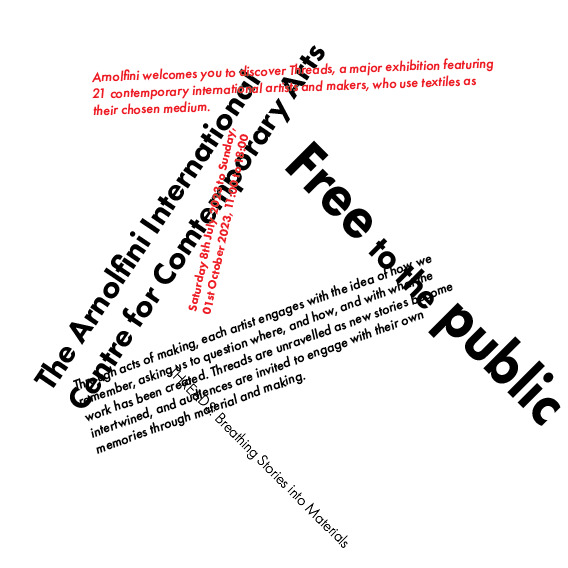 Arnolfini welcomes you to discover Threads, a major exhibition featuring
21 contemporary international artists and makers, who use textiles as
their chosen medium.
The Arnolfini International
Centre for Comtemporary Arts
Saturday 8th July 2023 to Sunday,
01st October 2023, 11:00 to 18:00
Free to the public
Through acts of making, each artist engages with the idea of how we
remember, asking us to question where, and how, and with what the
work has been created. Threads are unravelled as new stories become
intertwined, and audiences are invited to engage with their own
memories through material and making.
THREADS: Breathing Stories into Materials